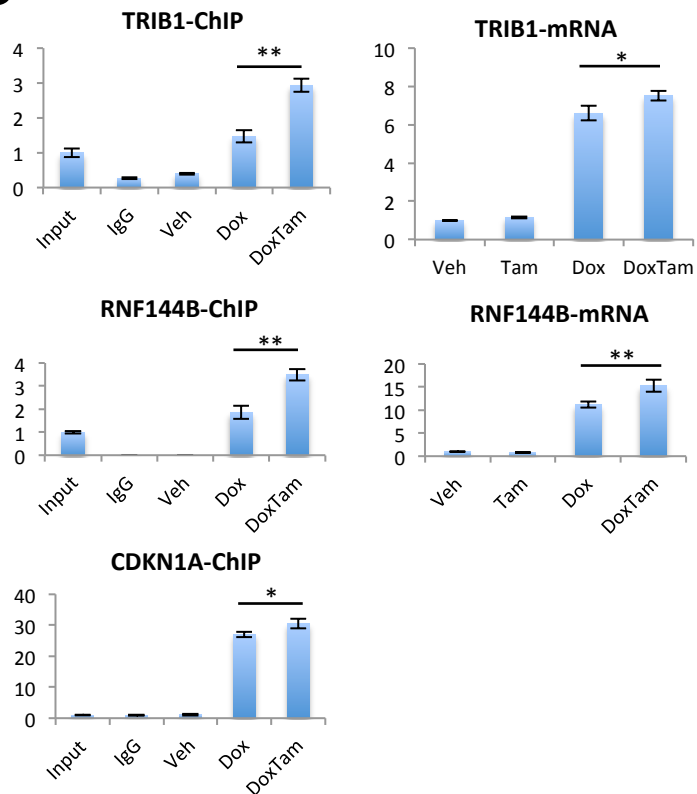 TRIB1-ChIP
4
3
2
1
0
**
Input
IgG
Veh
Dox
DoxTam
TRIB1-mRNA
10
8
6
4
2
0
*
Veh Tam Dox DoxTam
RNF144B-ChIP
4
3
2
1
0
**
Input
IgG
Veh
Dox
DoxTam
RNF144B-mRNA
20
15
10
5
0
**
Veh
Tam
Dox
DoxTam
CDKN1A-ChIP
40
30
20
10
0
*
Input
IgG
Veh
Dox
DoxTam